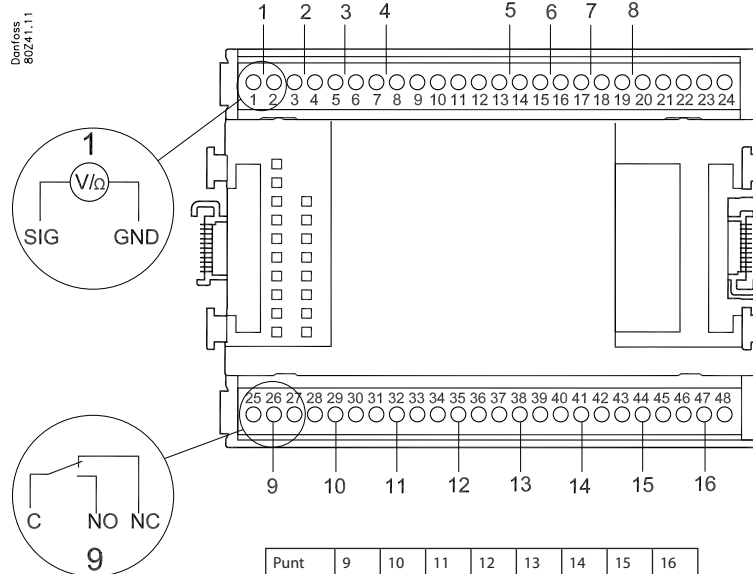 Danfoss
80Z41.11
1 2 3 4 5 6 7 8
1 2 3 4 5 6 7 8 9 10 11 12 13 14 15 16 17 18 19 20 21 22 23 24
1
V/Ω
SIG GND
25 26 27 28 29 30 31 32 33 34 35 36 37 38 39 40 41 42 43 44 45 46 47 48
9 10 11 12 13 14 15 16
C NO NC
9
Punt 9 10 11 12 13 14 15 16